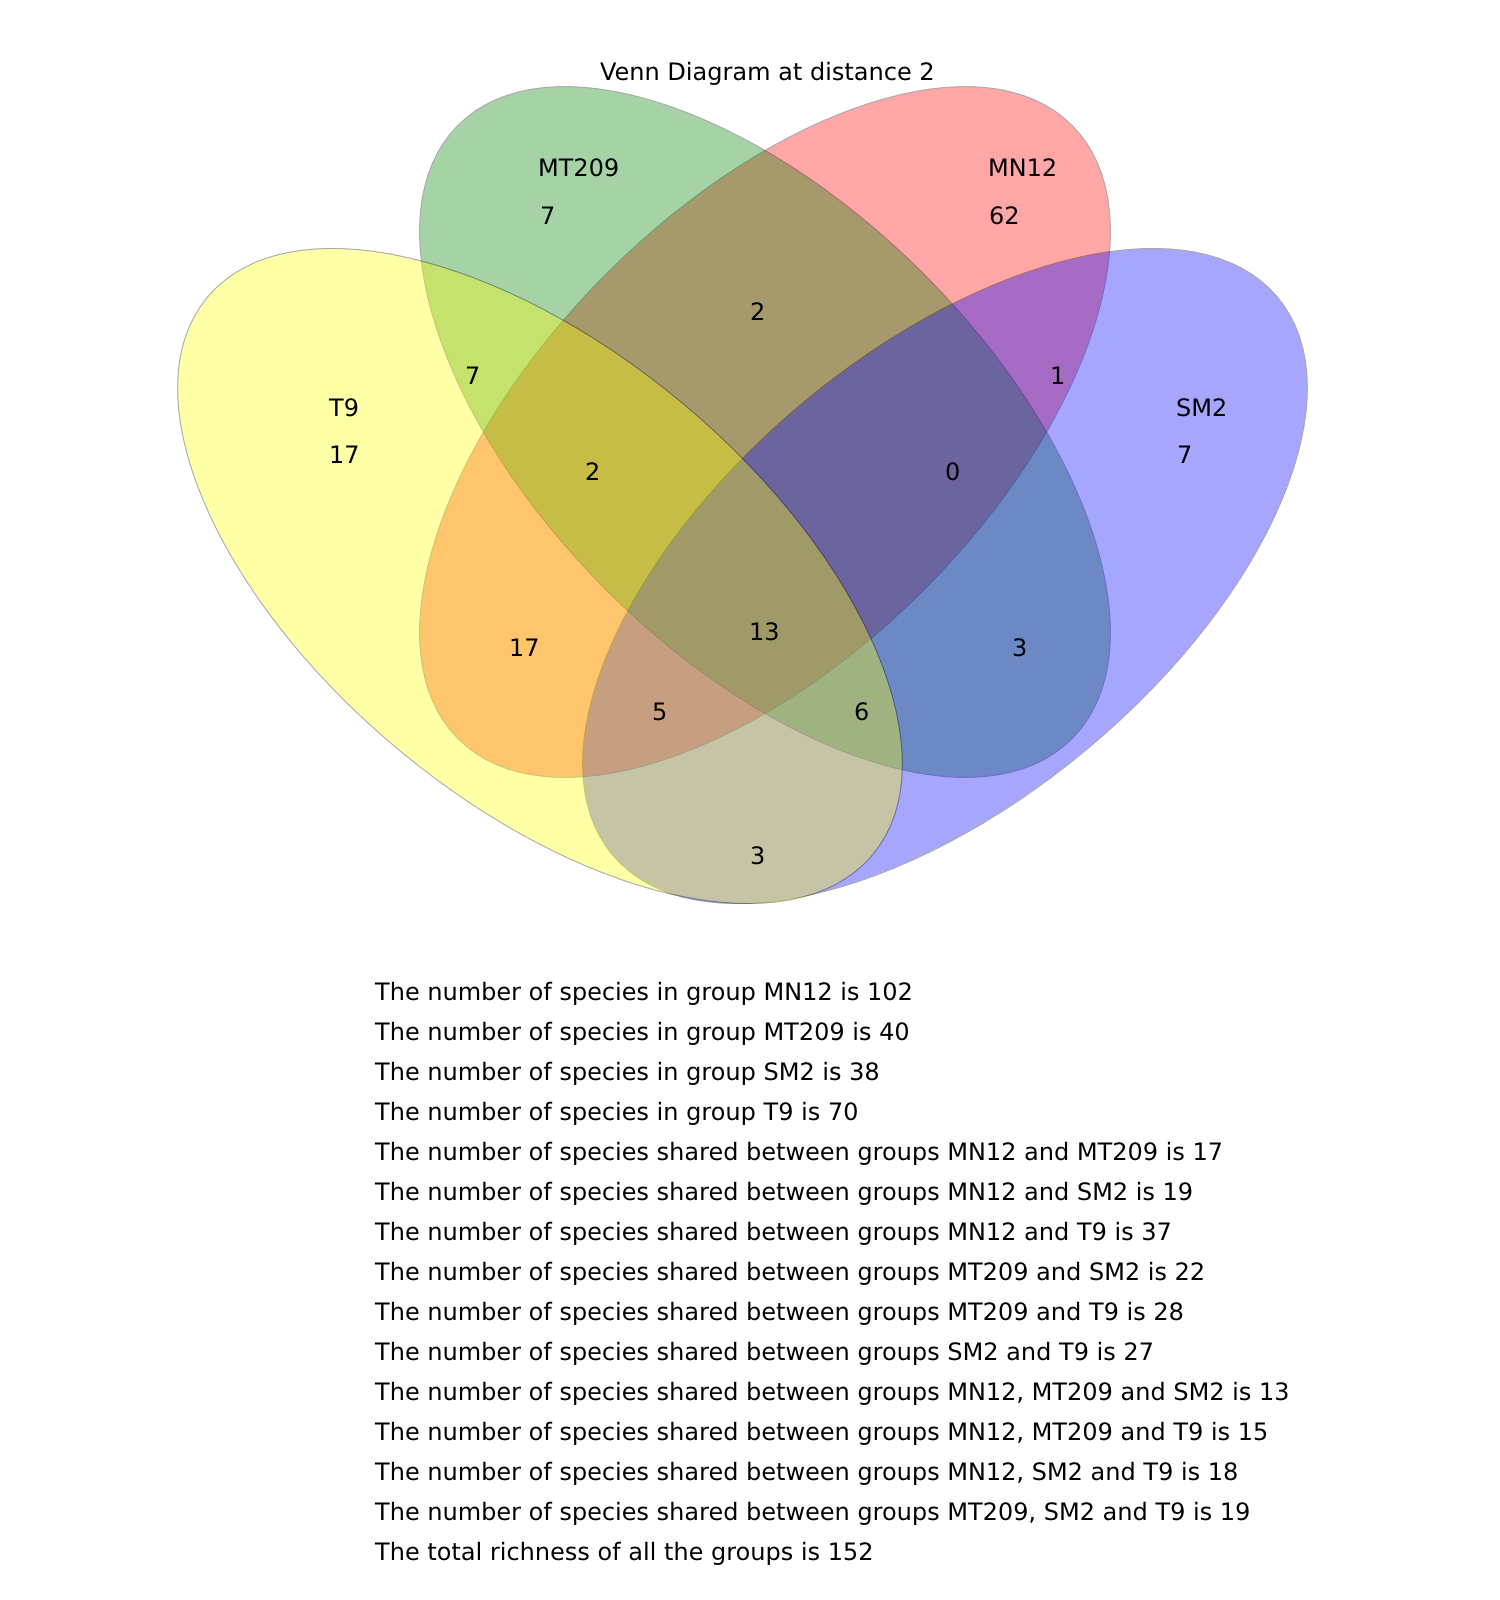 Venn Diagram at distance 2
MT209
MN12
7
62
2
7
1
T9
SM2
17
7
2
0
13
17
3
5
6
3
The number of species in group MN12 is 102
The number of species in group MT209 is 40
The number of species in group SM2 is 38
The number of species in group T9 is 70
The number of species shared between groups MN12 and MT209 is 17
The number of species shared between groups MN12 and SM2 is 19
The number of species shared between groups MN12 and T9 is 37
The number of species shared between groups MT209 and SM2 is 22
The number of species shared between groups MT209 and T9 is 28
The number of species shared between groups SM2 and T9 is 27
The number of species shared between groups MN12, MT209 and SM2 is 13
The number of species shared between groups MN12, MT209 and T9 is 15
The number of species shared between groups MN12, SM2 and T9 is 18
The number of species shared between groups MT209, SM2 and T9 is 19
The total richness of all the groups is 152